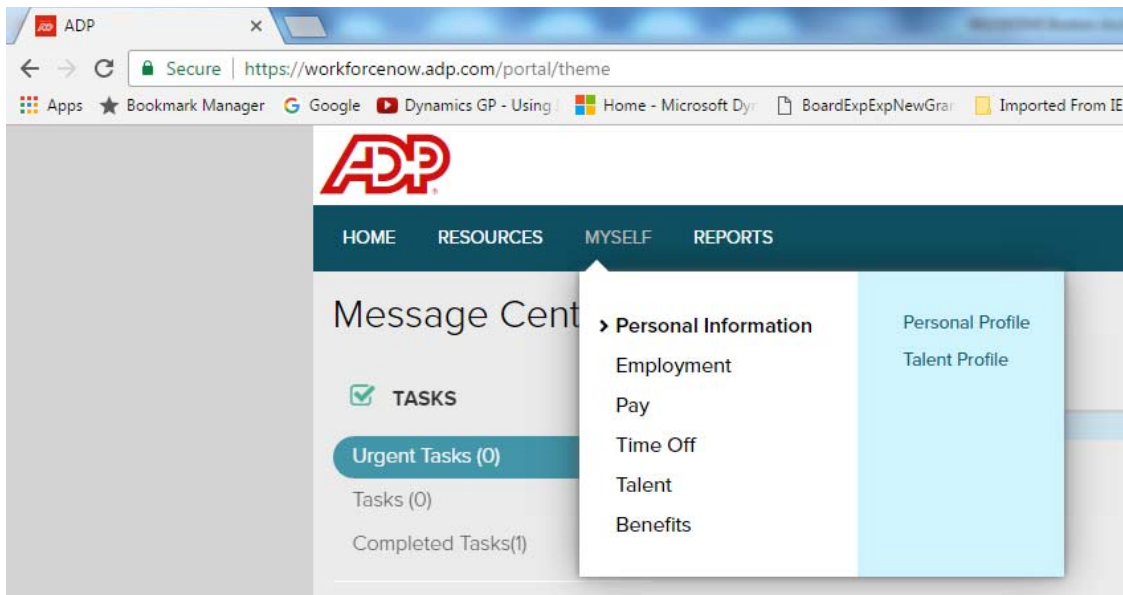 ADP
Secure | https://workforcenow.adp.com/portal/theme
Apps Bookmark Manager Google Dynamics GP - Using Home - Microsoft Dyn BoardExpExpNewGran Imported From IE
ADP
HOME RESOURCES MYSELF REPORTS
Message Cent
Personal Information
Employment
Pay
Time Off
Talent
Benefits
Personal Profile
Talent Profile
TASKS
Urgent Tasks (0)
Tasks (0)
Completed Tasks(1)